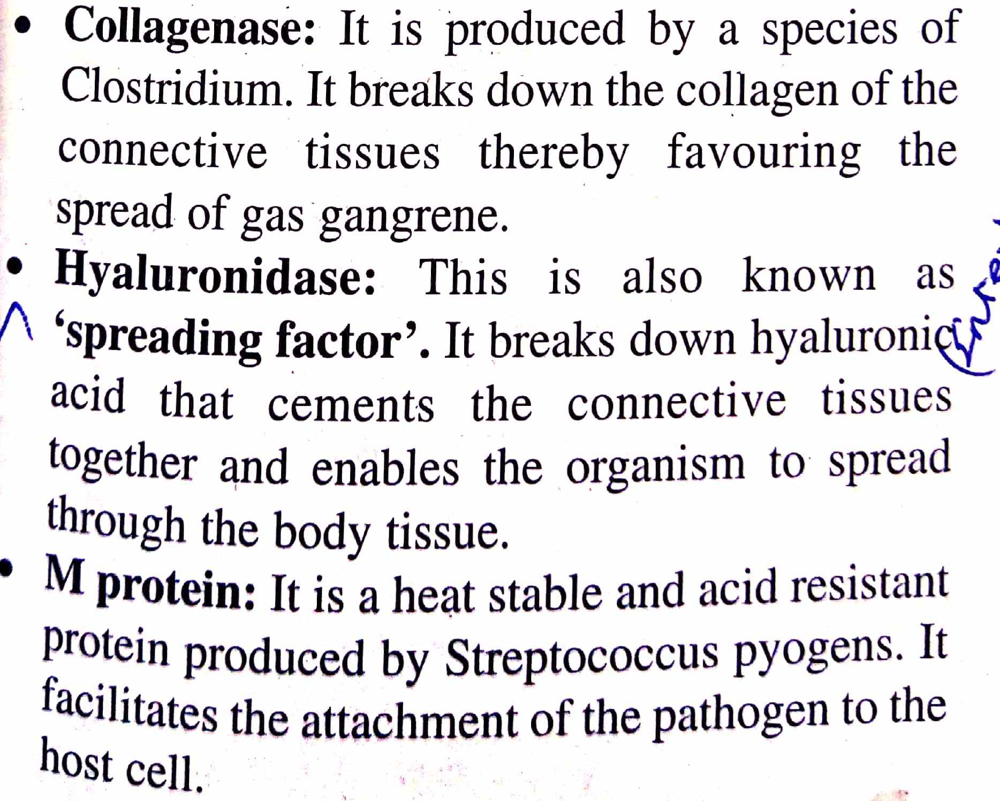 • Collagenase: It is produced by a species of
Clostridium. It breaks down the collagen of the
connective tissues thereby favouring the
spread of gas gangrene.
• Hyaluronidase: This is also known as
‘spreading factor’. It breaks down hyaluronic
acid that cements the connective tissues
together and enables the organism to spread
through the body tissue.
• M protein: It is a heat stable and acid resistant
protein produced by Streptococcus pyogens. It
facilitates the attachment of the pathogen to the
host cell.